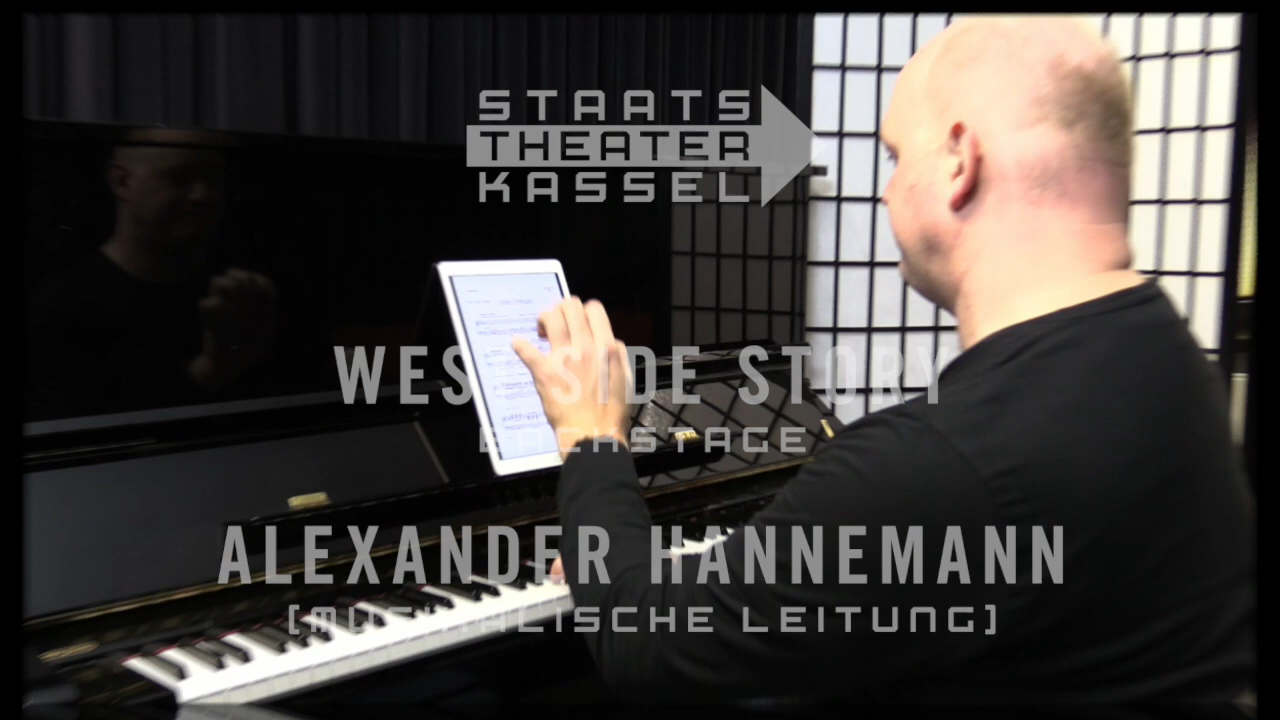 STAATS
THEATER
KASSEL
WEST SIDE STORY
BACKSTAGE
ALEXANDER HANNEMANN
[MUSIKALISCHE LEITUNG]